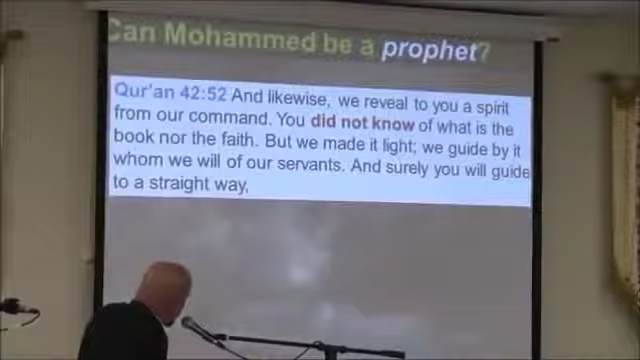 Can Mohammed be a prophet?
Qur'an 42:52 And likewise, we reveal to you a spirit
from our command. You did not know of what is the
book nor the faith. But we made it light; we guide by it
whom we will of our servants. And surely you will guide
to a straight way,